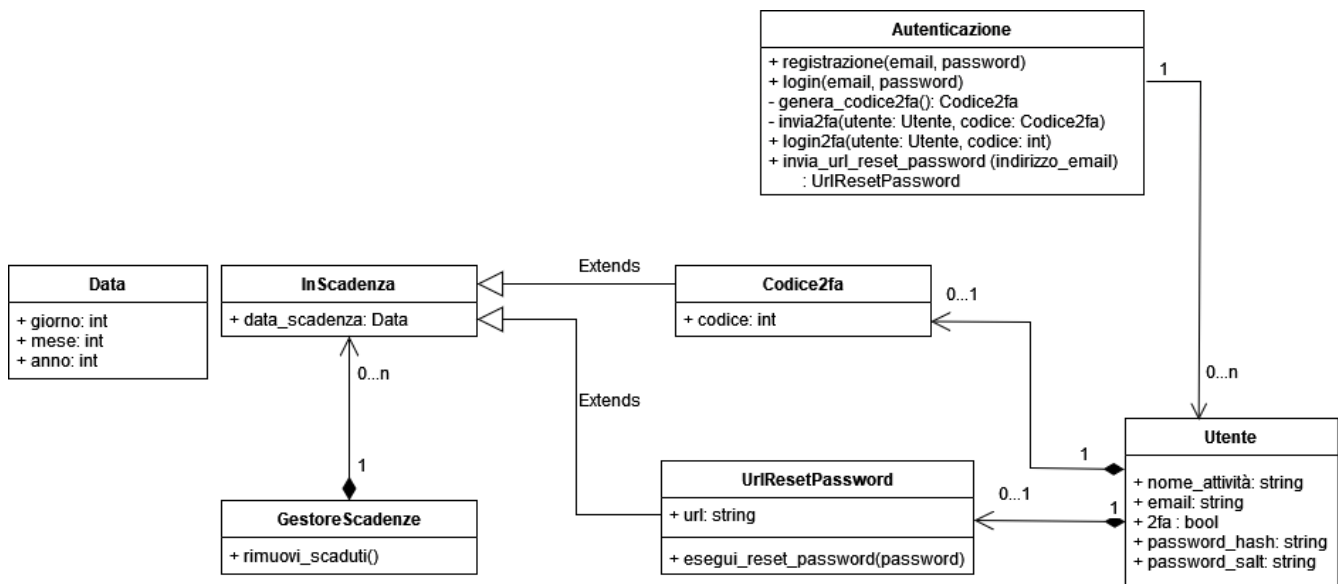 Autenticazione
+ registrazione(email, password)
+ login(email, password)
- genera_codice2fa(): Codice2fa
- invia2fa(utente: Utente, codice: Codice2fa)
+ login2fa(utente: Utente, codice: int)
+ invia_url_reset_password (indirizzo_email)
: UrlResetPassword
1
0...n
Data
+ giorno: int
+ mese: int
+ anno: int
InScadenza
+ data_scadenza: Data
Extends
Extends
Codice2fa
+ codice: int
0...1
1
0...n
1
GestoreScadenze
+ rimuovi_scaduti()
UrlResetPassword
+ url: string
+ esegui_reset_password(password)
0...1
1
Utente
+ nome_attività: string
+ email: string
+ 2fa : bool
+ password_hash: string
+ password_salt: string